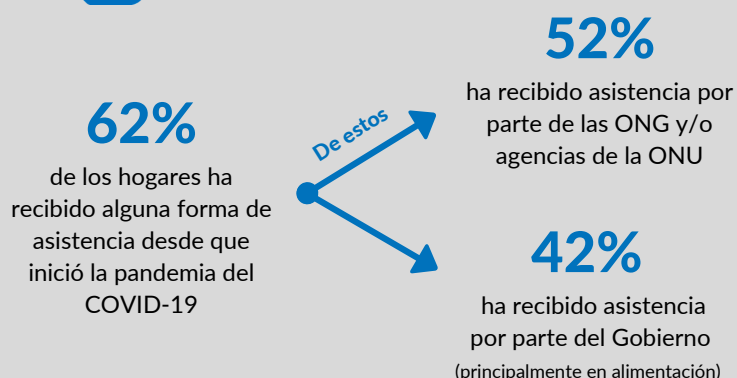 62%
de los hogares ha
recibido alguna forma de
asistencia desde que
inició la pandemia del
COVID-19
De estos
52%
ha recibido asistencia por
parte de las ONG y/o
agencias de la ONU
42%
ha recibido asistencia
por parte del Gobierno
(principalmente en alimentación)